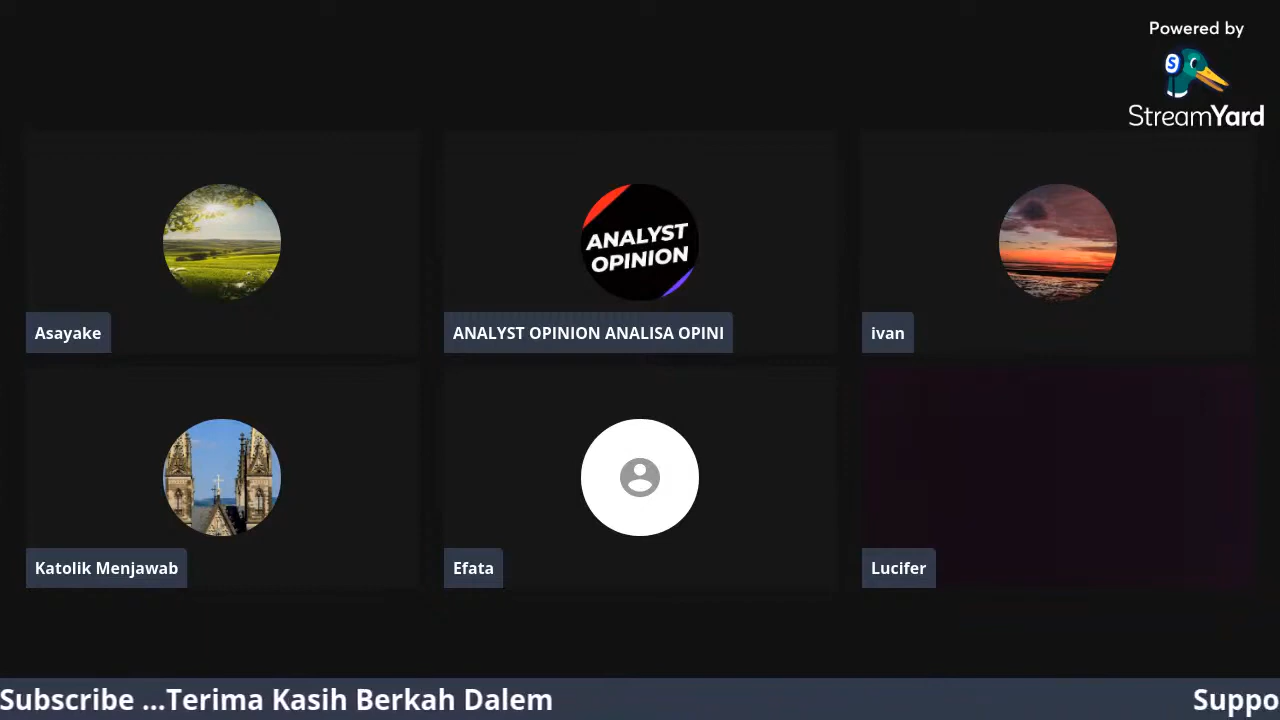 Powered by
StreamYard
ANALYST
OPINION
Asayake
ANALYST OPINION ANALISA OPINI
ivan
Katolik Menjawab
Efata
Lucifer
Subscribe ...Terima Kasih Berkah Dalem
Suppo